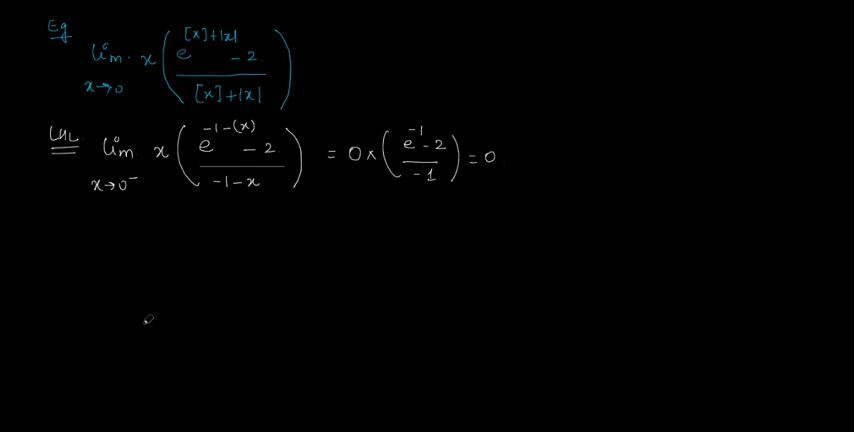 Eg
lim x→0 x ( (e^([x]+|x|) - 2) / ([x]+|x|) )
LHL lim x→0⁻ x ( (e^(-1-(x)) - 2) / (-1-x) ) = 0 × ( (e^(-1) - 2) / (-1) ) = 0.